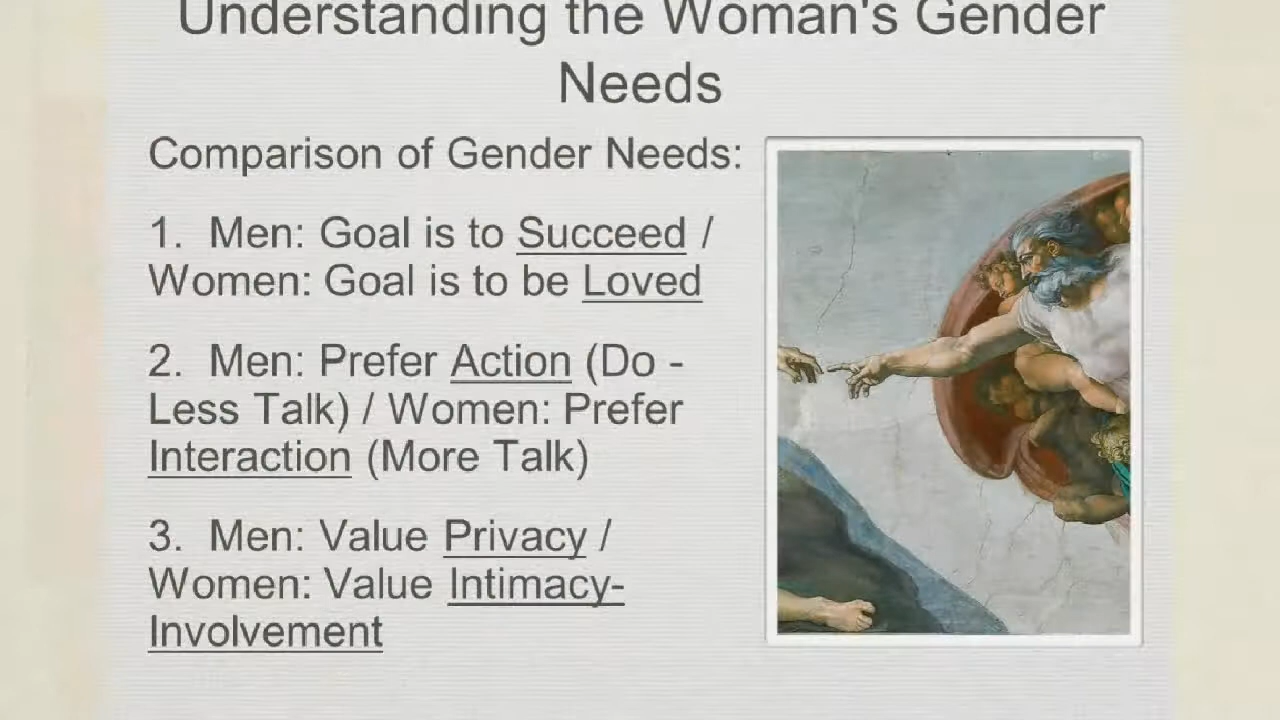 Understanding the Woman's Gender
Needs
Comparison of Gender Needs:
1. Men: Goal is to Succeed /
Women: Goal is to be Loved
2. Men: Prefer Action (Do -
Less Talk) / Women: Prefer
Interaction (More Talk)
3. Men: Value Privacy /
Women: Value Intimacy-
Involvement